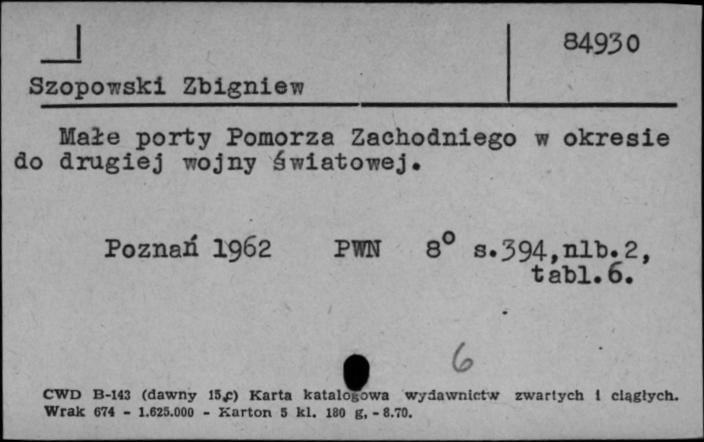 84930
Szopowski Zbigniew
Małe porty Pomorza Zachodniego w okresie
do drugiej wojny światowej.
Poznań 1962 PWN 8° s.394,nlb.2,
tabl.6.
6
CWD B-143 (dawny 15c) Karta katalogowa wydawnictw zwartych i ciągłych.
Wrak 674 - 1.625.000 - Karton 5 kl. 180 g, - 8.70.